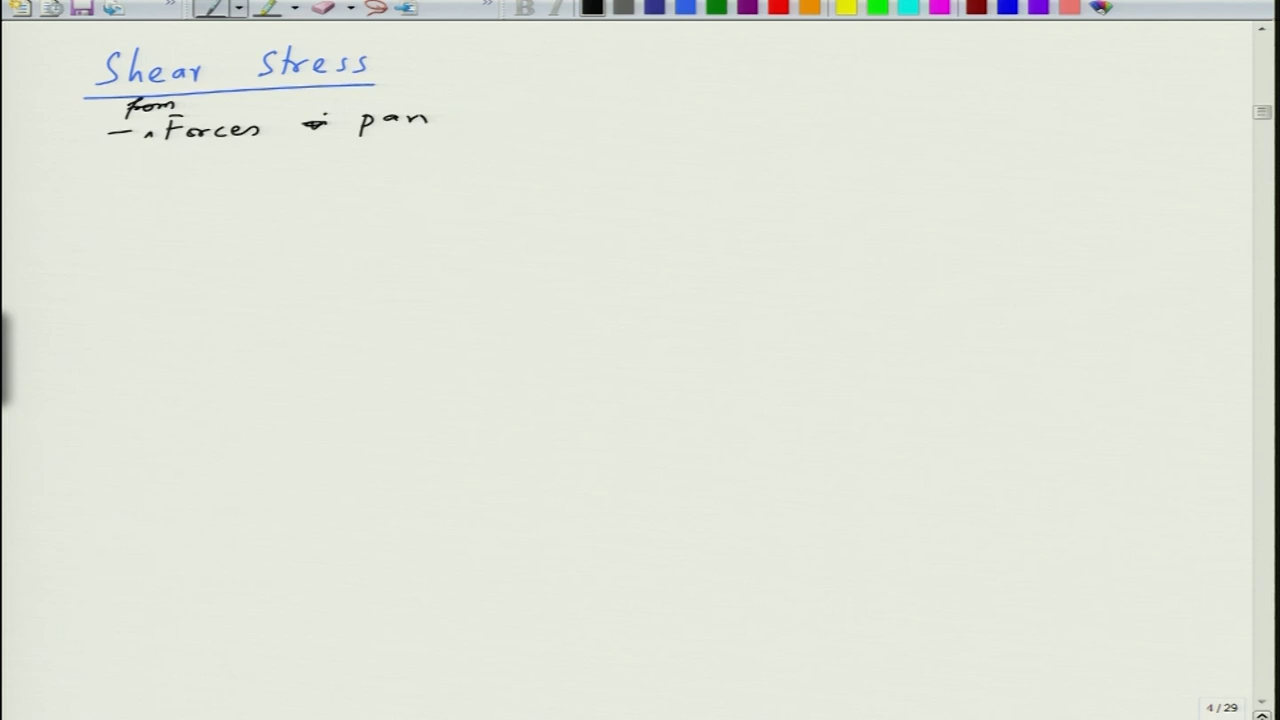 Shear Stress
from
- ‸ Forces pan
4 / 29